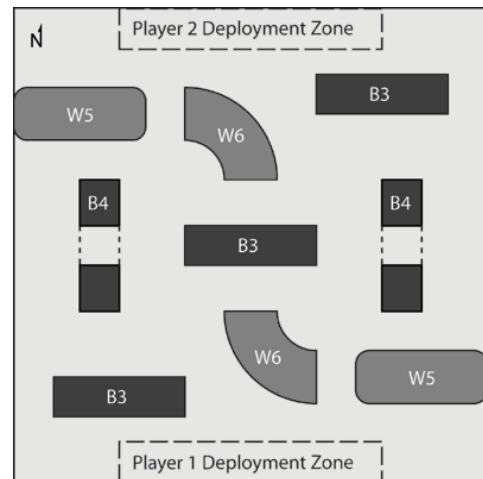 Player 2 Deployment Zone
N
B3
W5
W6
B4
B4
B3
W6
W5
B3
Player 1 Deployment Zone